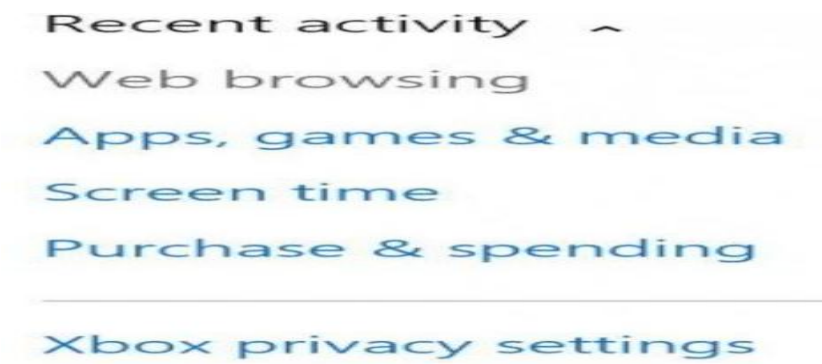 Recent activity
Web browsing
Apps, games & media
Screen time
Purchase & spending
Xbox privacy settings